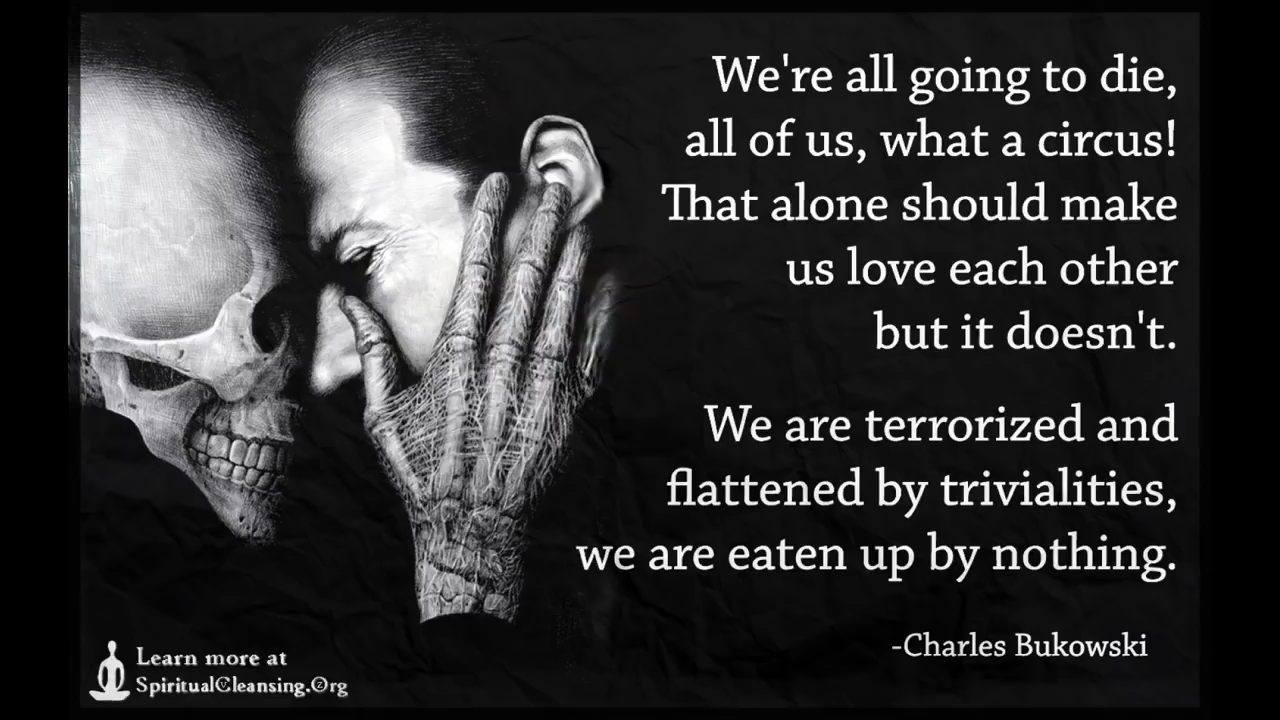 We're all going to die,
all of us, what a circus!
That alone should make
us love each other
but it doesn't.
We are terrorized and
flattened by trivialities,
we are eaten up by nothing.
-Charles Bukowski
Learn more at
SpiritualCleansing.Org